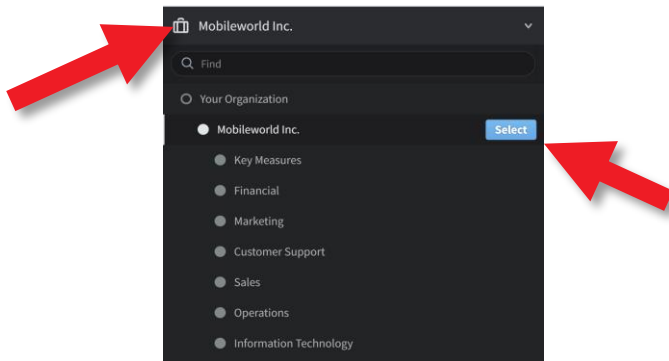 Mobileworld Inc.
Find
Your Organization
Mobileworld Inc. Select
Key Measures
Financial
Marketing
Customer Support
Sales
Operations
Information Technology